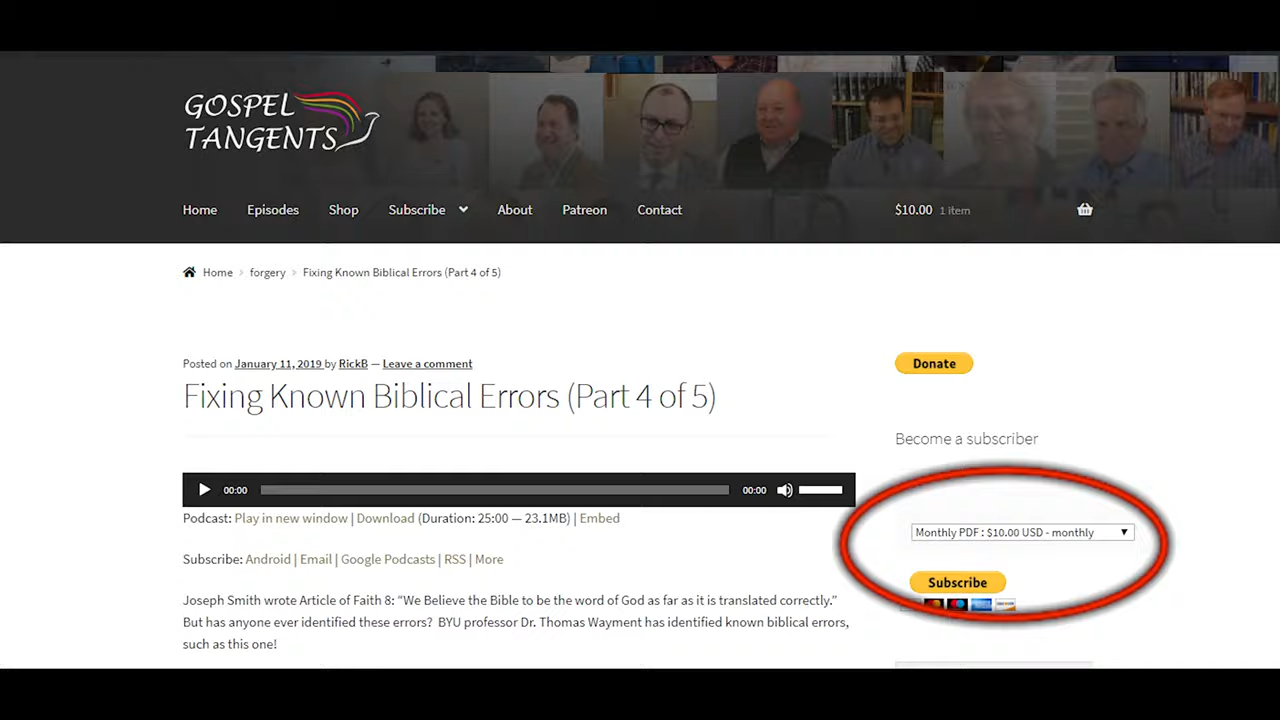 GOSPEL
TANGENTS
Home Episodes Shop Subscribe About Patreon Contact $10.00 1 item
Home > forgery > Fixing Known Biblical Errors (Part 4 of 5)
Posted on January 11, 2019 by RickB — Leave a comment
Donate
Fixing Known Biblical Errors (Part 4 of 5)
Become a subscriber
00:00 00:00
Podcast: Play in new window | Download (Duration: 25:00 — 23.1MB) | Embed
Monthly PDF : $10.00 USD - monthly
Subscribe: Android | Email | Google Podcasts | RSS | More
Subscribe
Joseph Smith wrote Article of Faith 8: “We Believe the Bible to be the word of God as far as it is translated correctly.”
But has anyone ever identified these errors? BYU professor Dr. Thomas Wayment has identified known biblical errors,
such as this one!